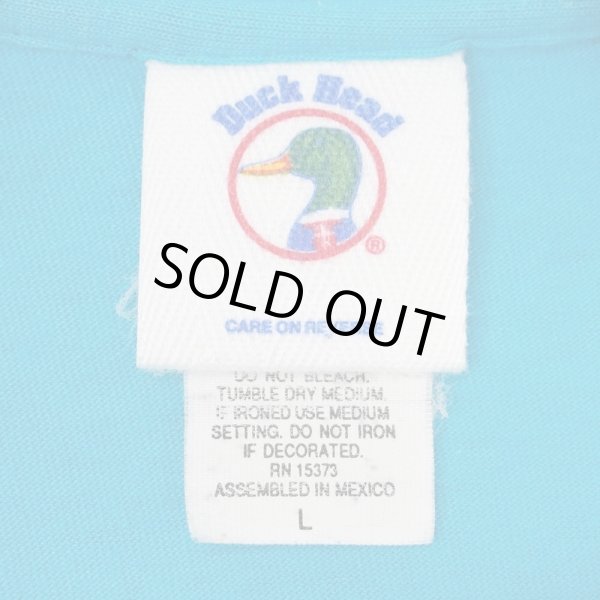 Duck Head
®
SOLD OUT
CARE ON REVERSE
DO NOT BLEACH.
TUMBLE DRY MEDIUM.
IF IRONED USE MEDIUM
SETTING. DO NOT IRON
IF DECORATED.
RN 15373
ASSEMBLED IN MEXICO
L